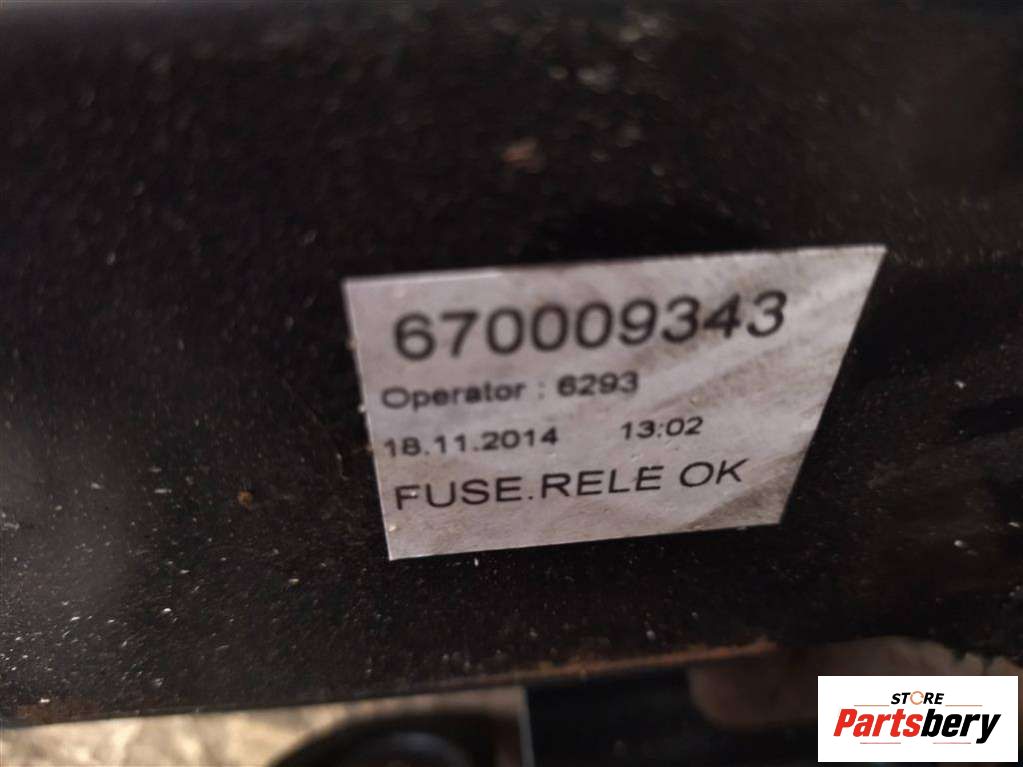 670009343
Operator : 6293
18.11.2014 13:02
FUSE.RELE OK
STORE
Partsbery